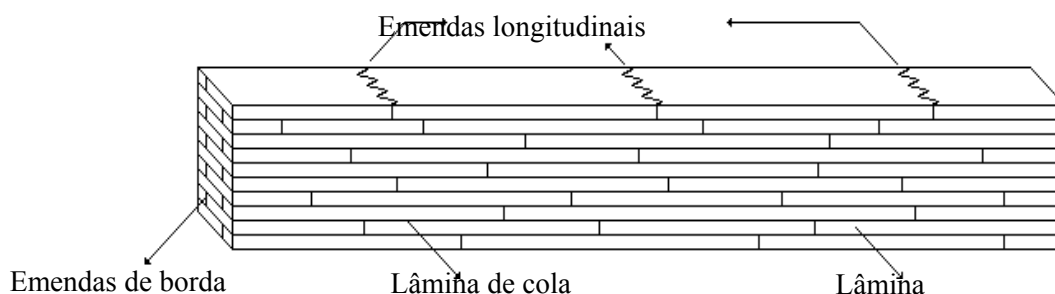 Emendas longitudinais
Emendas de borda
Lâmina de cola
Lâmina